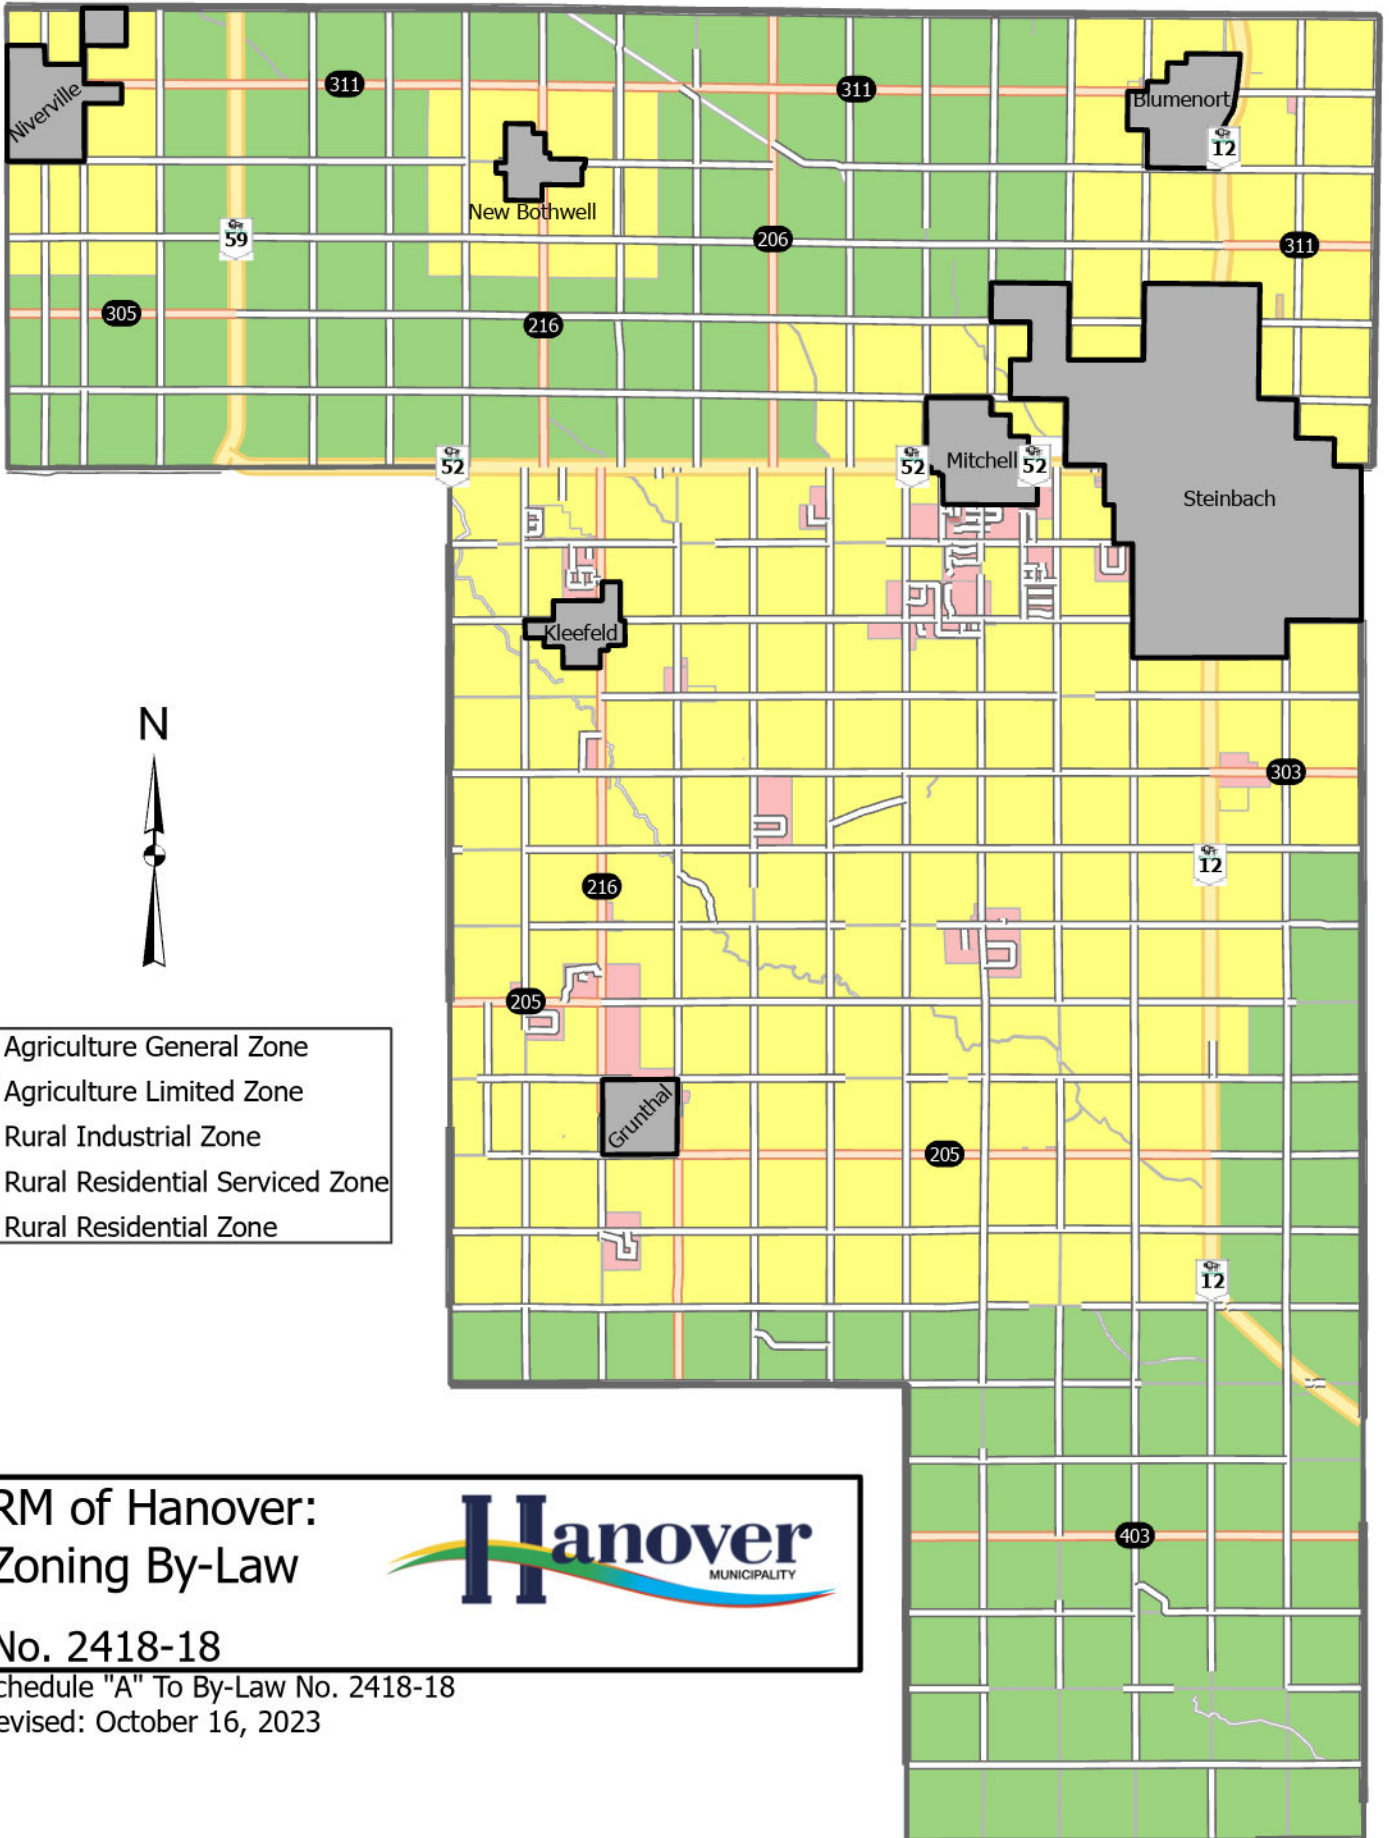 311
311
Niverville
Blumenort
12
New Bothwell
59
206
311
305
216
52
52
Mitchell
52
Steinbach
Kleefeld
N
303
12
216
205
Agriculture General Zone
Agriculture Limited Zone
Rural Industrial Zone
Rural Residential Serviced Zone
Rural Residential Zone
Grunthal
205
12
RM of Hanover:
Zoning By-Law
No. 2418-18
Hanover
MUNICIPALITY
403
chedule "A" To By-Law No. 2418-18
evised: October 16, 2023